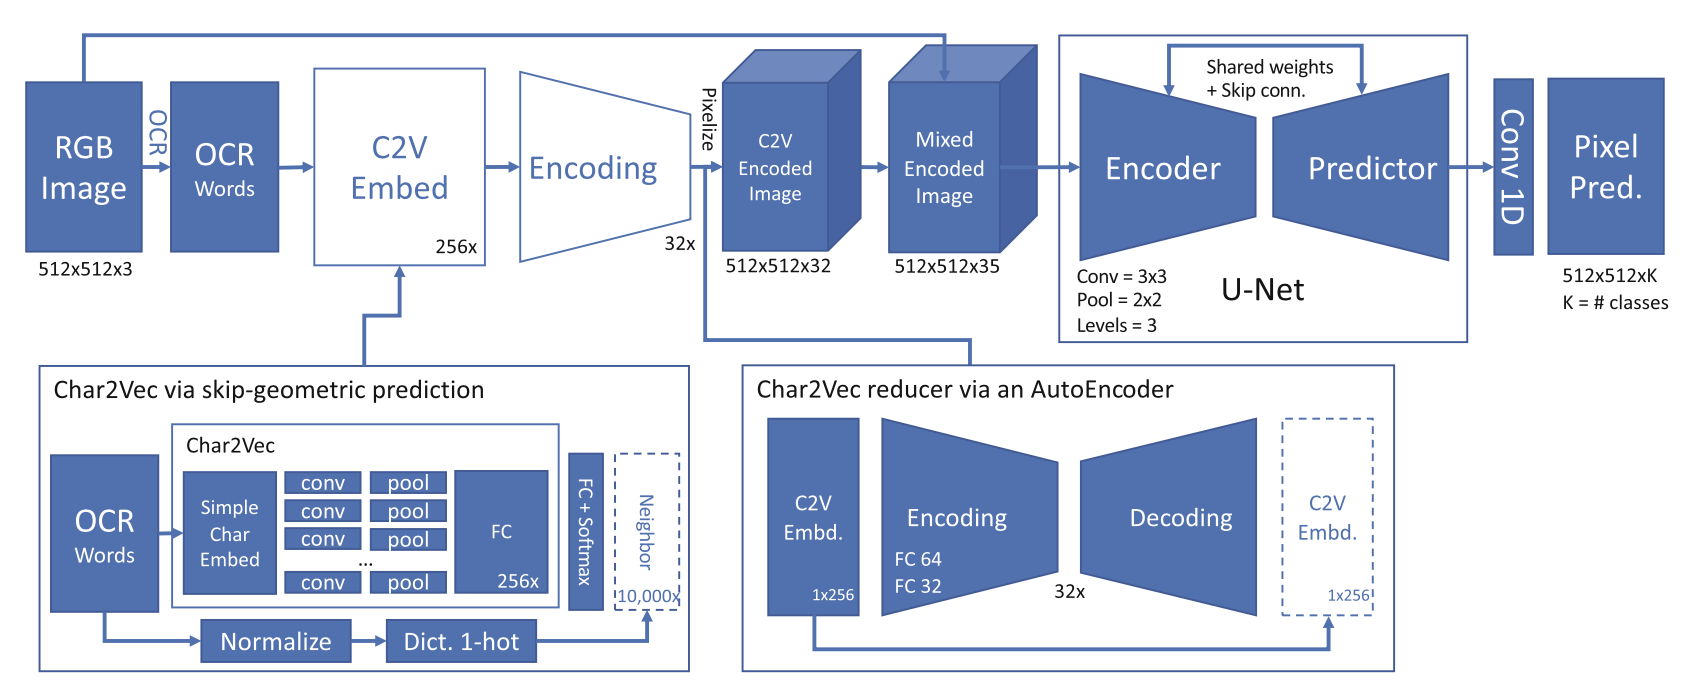 RGB
Image
512x512x3
OCR
OCR
Words
C2V
Embed
256x
Encoding
32x
Pixelize
C2V
Encoded
Image
512x512x32
Mixed
Encoded
Image
512x512x35
Shared weights
+ Skip conn.
Encoder
Predictor
Conv = 3x3
Pool = 2x2
Levels = 3
U-Net
Conv 1D
Pixel
Pred.
512x512xK
K = # classes
Char2Vec via skip-geometric prediction
OCR
Words
Char2Vec
Simple
Char
Embed
conv pool
conv pool
conv pool
...
conv pool
FC
256x
FC + Softmax
Neighbor
10,000x
Normalize
Dict. 1-hot
Char2Vec reducer via an AutoEncoder
C2V
Embd.
1x256
Encoding
FC 64
FC 32
32x
Decoding
C2V
Embd.
1x256